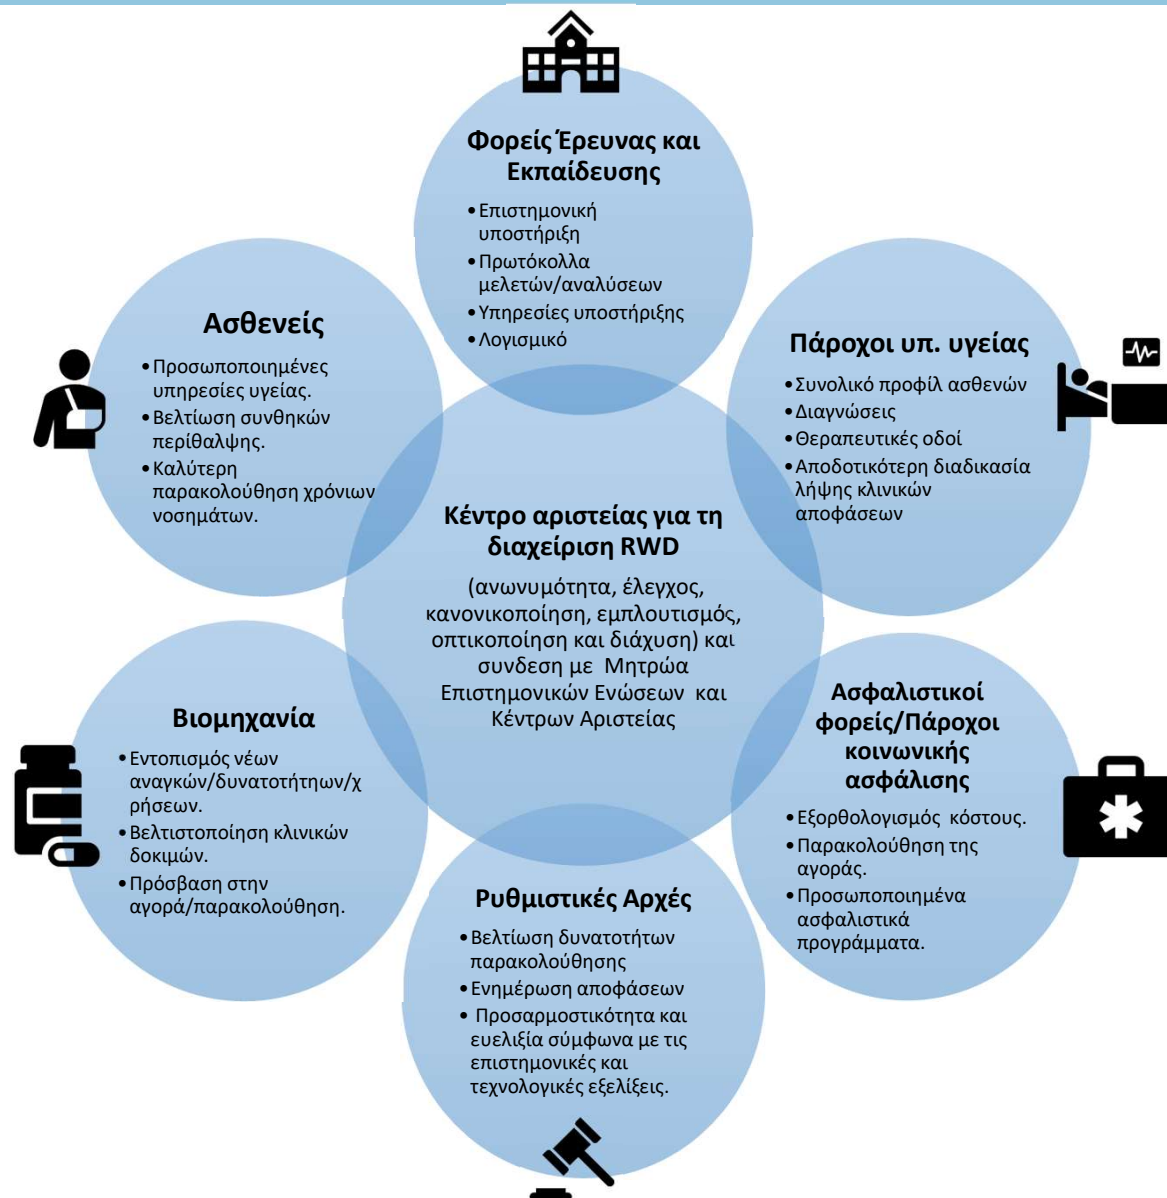 Φορείς Έρευνας και
Εκπαίδευσης
•Επιστημονική
υποστήριξη
•Πρωτόκολλα
μελετών/αναλύσεων
•Υπηρεσίες υποστήριξης
•Λογισμικό
Πάροχοι υπ. υγείας
•Συνολικό προφίλ ασθενών
•Διαγνώσεις
•Θεραπευτικές οδοί
•Αποδοτικότερη διαδικασία
λήψης κλινικών
αποφάσεων
Ασφαλιστικοί
φορείς/Πάροχοι
κοινωνικής
ασφάλισης
•Εξορθολογισμός κόστους.
•Παρακολούθηση της
αγοράς.
•Προσωποποιημένα
ασφαλιστικά
προγράμματα.
Ρυθμιστικές Αρχές
•Βελτίωση δυνατοτήτων
παρακολούθησης
•Ενημέρωση αποφάσεων
• Προσαρμοστικότητα και
ευελιξία σύμφωνα με τις
επιστημονικές και
τεχνολογικές εξελίξεις.
Βιομηχανία
•Εντοπισμός νέων
αναγκών/δυνατοτήτηων/χ
ρήσεων.
•Βελτιστοποίηση κλινικών
δοκιμών.
•Πρόσβαση στην
αγορά/παρακολούθηση.
Ασθενείς
•Προσωποποιημένες
υπηρεσίες υγείας.
•Βελτίωση συνθηκών
περίθαλψης.
•Καλύτερη
παρακολούθηση χρόνιων
νοσημάτων.
Κέντρο αριστείας για τη
διαχείριση RWD
(ανωνυμότητα, έλεγχος,
κανονικοποίηση, εμπλουτισμός,
οπτικοποίηση και διάχυση) και
συνδεση με Μητρώα
Επιστημονικών Ενώσεων και
Κέντρων Αριστείας